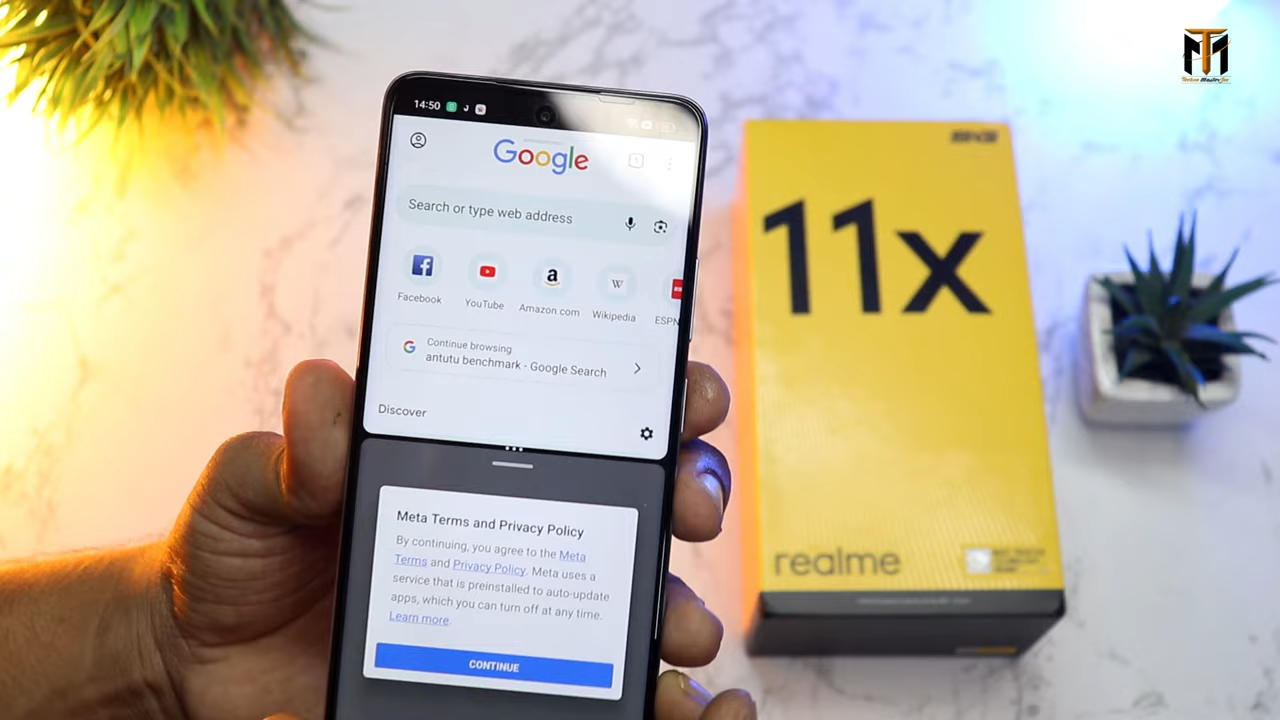 14:50
Google
1
Search or type web address
Facebook
YouTube
Amazon.com
Wikipedia
ESPN
Continue browsing
antutu benchmark - Google Search
Discover
Meta Terms and Privacy Policy
By continuing, you agree to the Meta
Terms and Privacy Policy. Meta uses a
service that is preinstalled to auto-update
apps, which you can turn off at any time.
Learn more.
CONTINUE
11x
realme